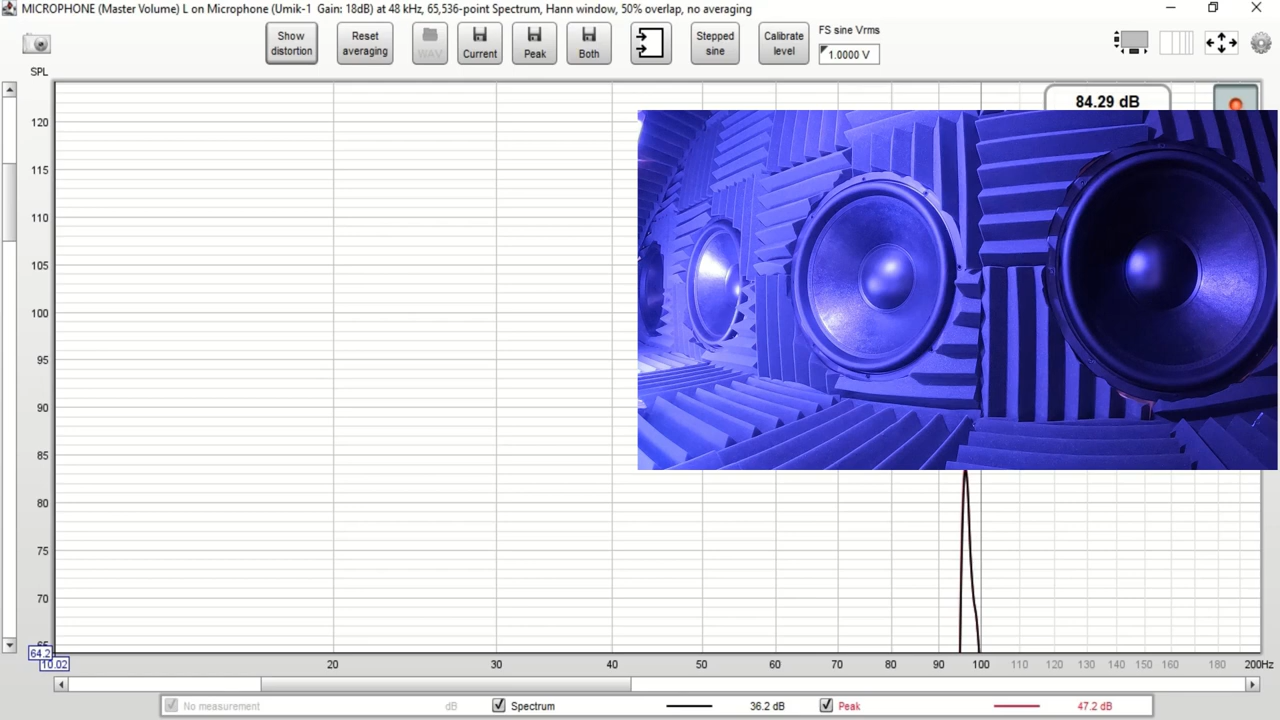 MICROPHONE (Master Volume) L on Microphone (Umik-1 Gain: 18dB) at 48 kHz, 65,536-point Spectrum, Hann window, 50% overlap, no averaging
Show distortion
Reset averaging
WAV
Current
Peak
Both
Stepped sine
Calibrate level
FS sine Vrms
1.0000 V
SPL
84.29 dB
120
115
110
105
100
95
90
85
80
75
70
65
64.2
10.02
20 30 40 50 60 70 80 90 100 110 120 130 140 150 160 180 200Hz
No measurement dB Spectrum 36.2 dB Peak 47.2 dB